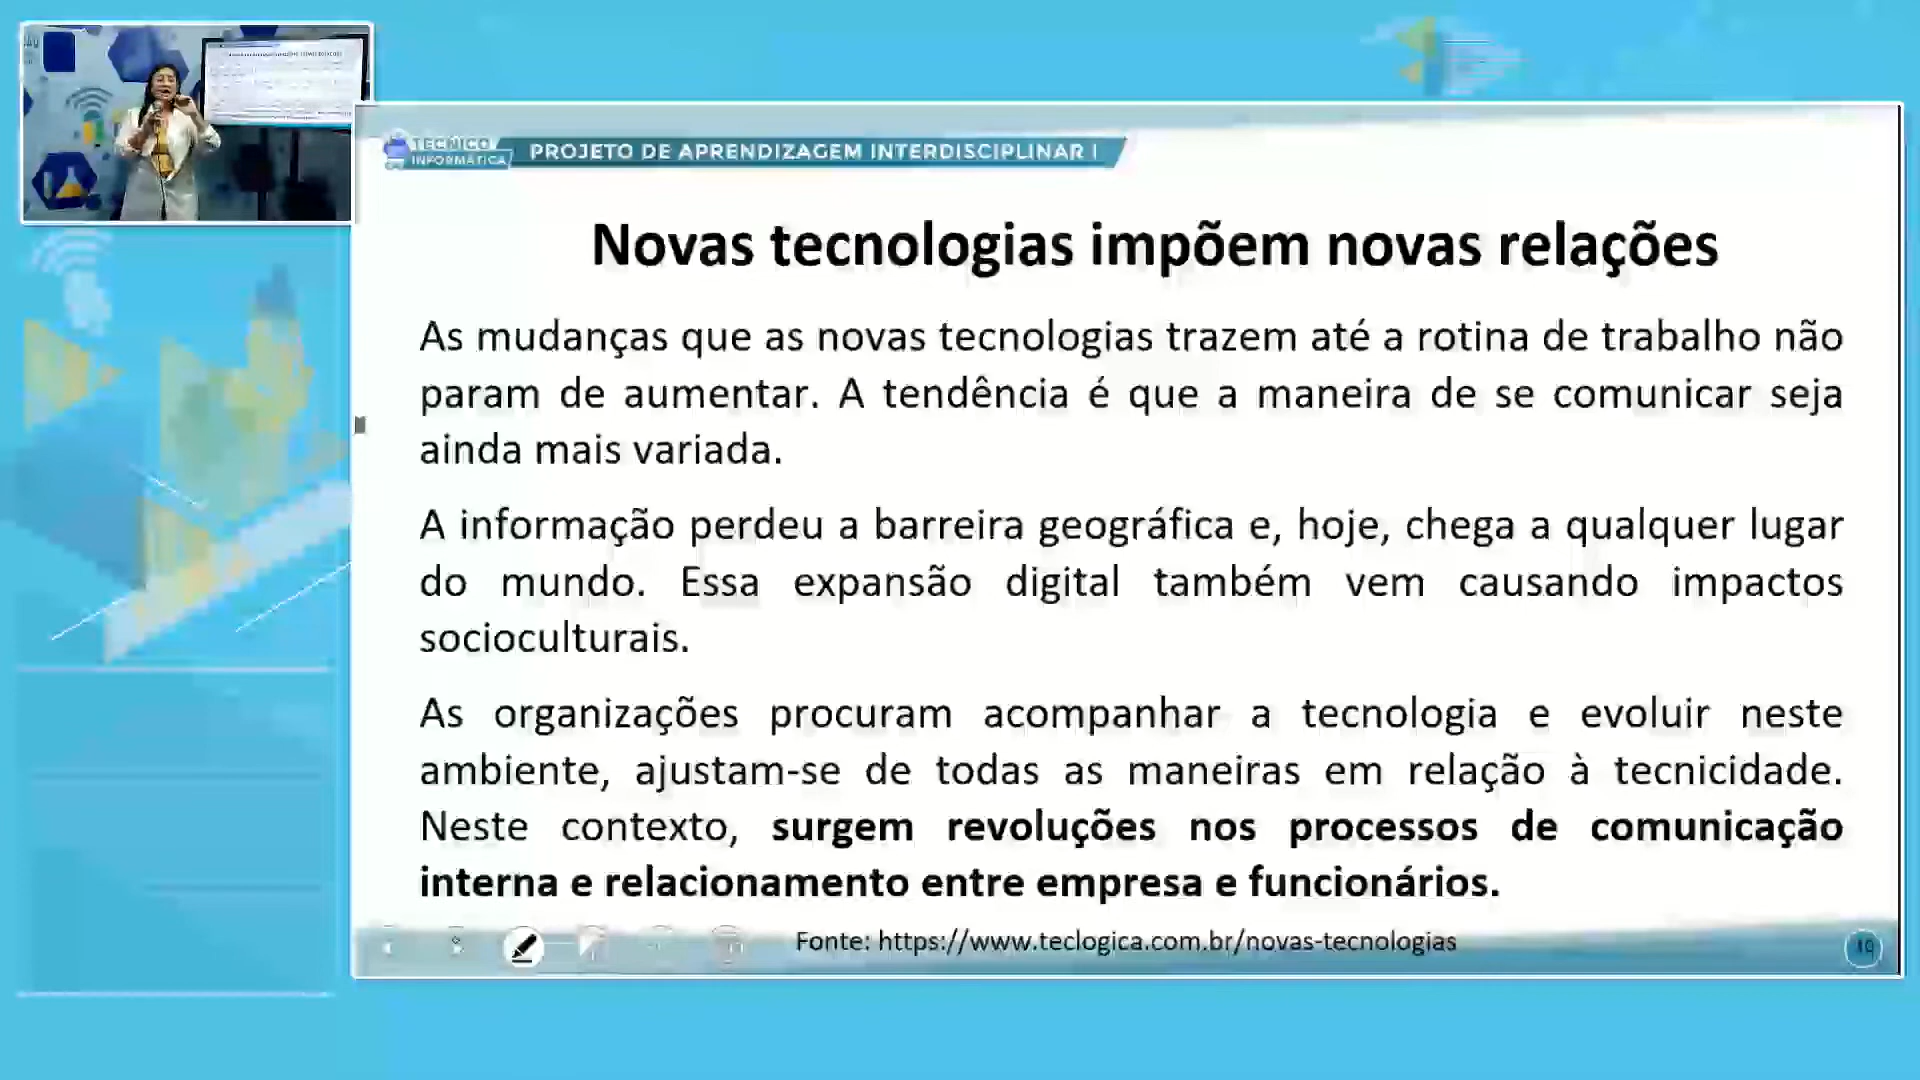 TÉCNICO
INFORMÁTICA
PROJETO DE APRENDIZAGEM INTERDISCIPLINAR I
Novas tecnologias impõem novas relações
As mudanças que as novas tecnologias trazem até a rotina de trabalho não
param de aumentar. A tendência é que a maneira de se comunicar seja
ainda mais variada.
A informação perdeu a barreira geográfica e, hoje, chega a qualquer lugar
do mundo. Essa expansão digital também vem causando impactos
socioculturais.
As organizações procuram acompanhar a tecnologia e evoluir neste
ambiente, ajustam-se de todas as maneiras em relação à tecnicidade.
Neste contexto, surgem revoluções nos processos de comunicação
interna e relacionamento entre empresa e funcionários.
Fonte: https://www.teclogica.com.br/novas-tecnologias